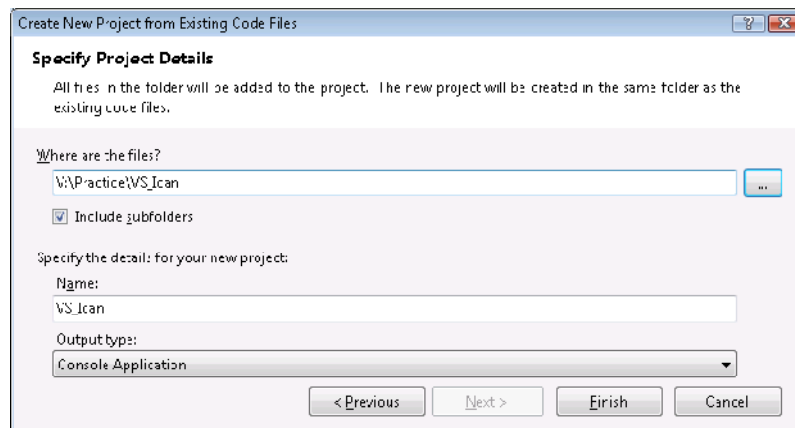 Create New Project from Existing Code Files
Specify Project Details
All files in the folder will be added to the project. The new project will be created in the same folder as the
existing code files.
Where are the files?
V:\Practice\VS_Ican
...
Include subfolders
Specify the details for your new project:
Name:
VS_Ican
Output type:
Console Application
< Previous
Next >
Finish
Cancel